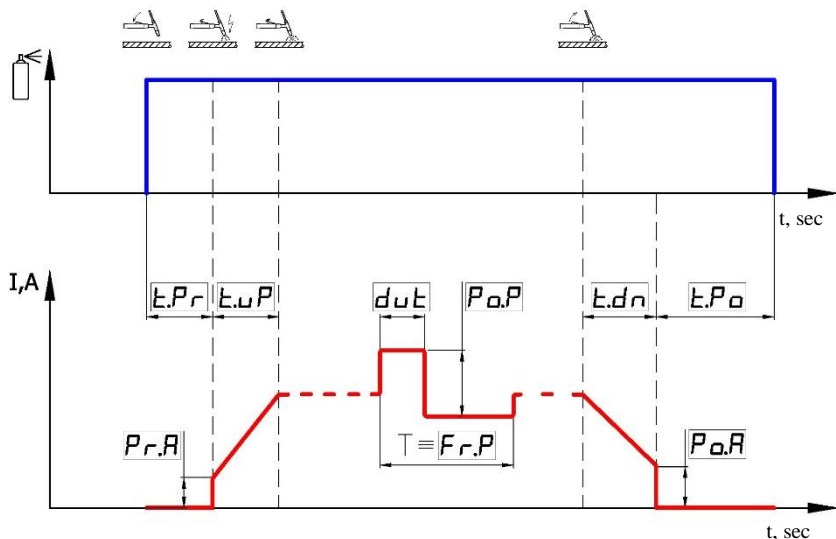 t, sec
I,A
t.Pr t.uP dut Po.P t.dn t.Po
Pr.A T ≡ Fr.P Po.A
t, sec